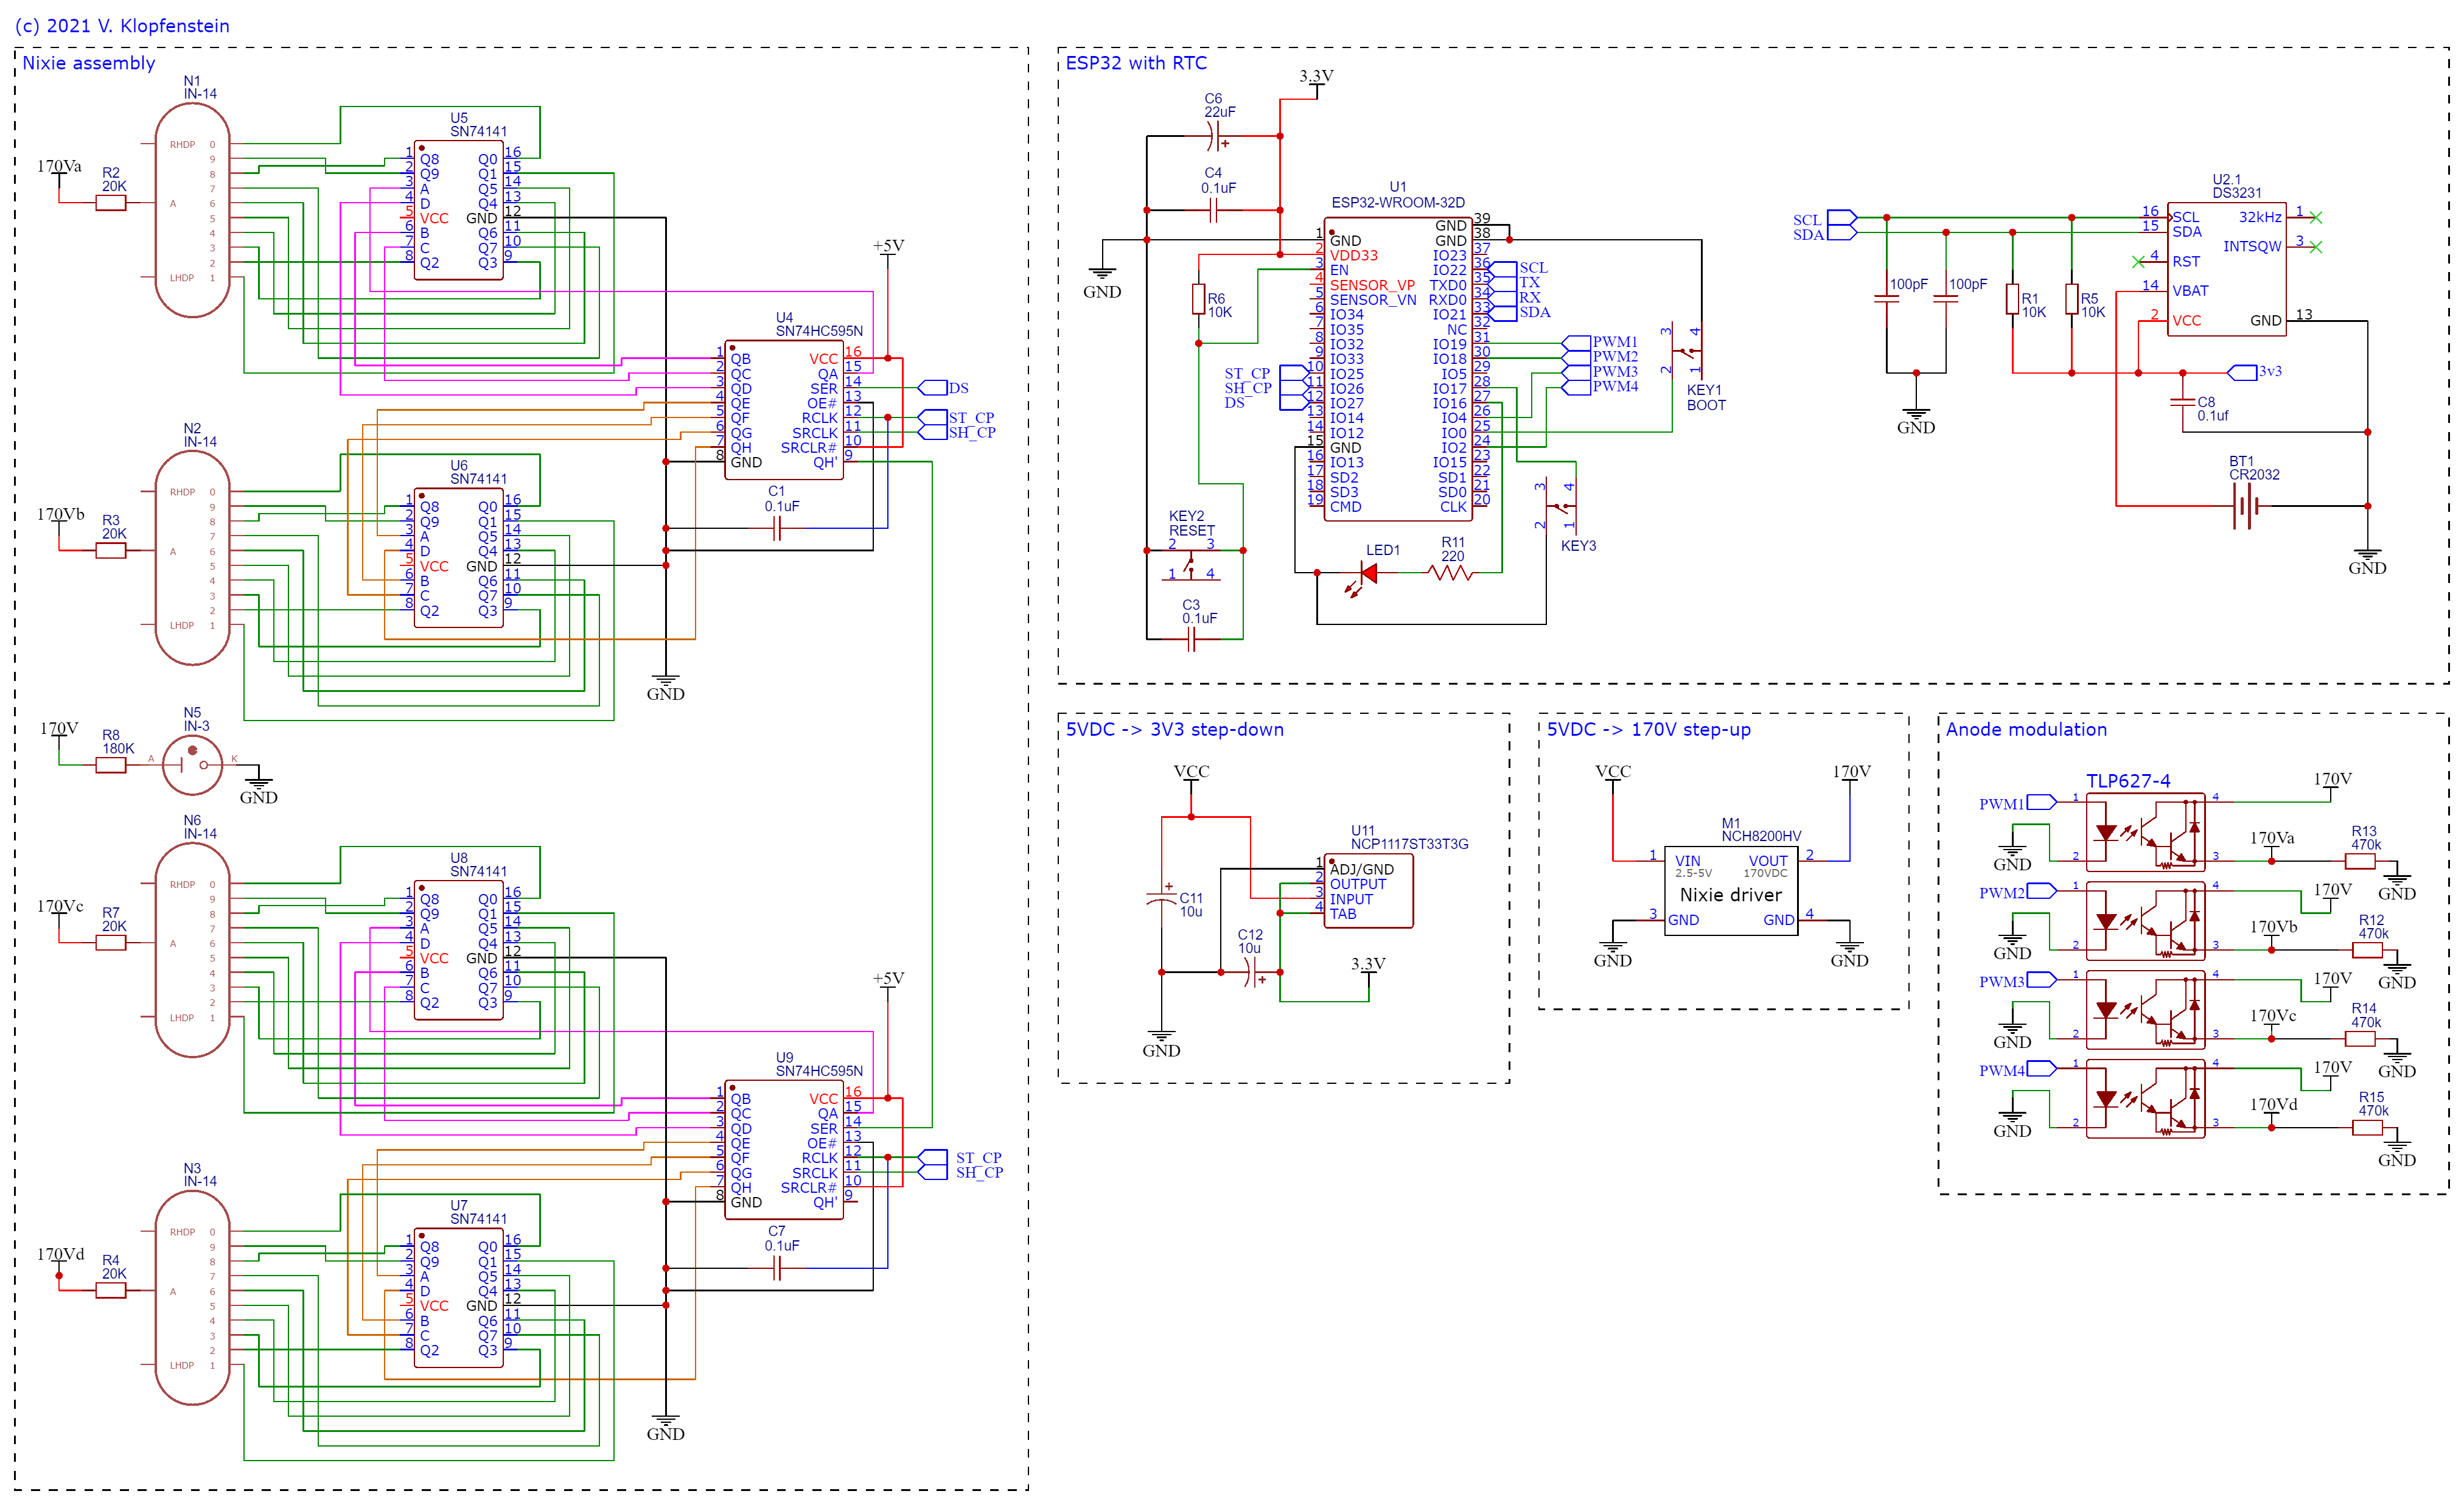 (c) 2021 V. Klopfenstein
Nixie assembly
N1
IN-14
RHDP 0
9
8
7
A 6
5
4
3
2
LHDP 1
170Va
R2
20K
U5
SN74141
1 Q8 Q0 16
2 Q9 Q1 15
3 A Q5 14
4 D Q4 13
5 VCC GND 12
6 B Q6 11
7 C Q7 10
8 Q2 Q3 9
+5V
U4
SN74HC595N
1 QB VCC 16
2 QC QA 15
3 QD SER 14
4 QE OE# 13
5 QF RCLK 12
6 QG SRCLK 11
7 QH SRCLR# 10
8 GND QH' 9
DS
ST_CP
SH_CP
C1
0.1uF
N2
IN-14
RHDP 0
9
8
7
A 6
5
4
3
2
LHDP 1
170Vb
R3
20K
U6
SN74141
1 Q8 Q0 16
2 Q9 Q1 15
3 A Q5 14
4 D Q4 13
5 VCC GND 12
6 B Q6 11
7 C Q7 10
8 Q2 Q3 9
GND
170V
R8
180K
N5
IN-3
A K
GND
N6
IN-14
RHDP 0
9
8
7
A 6
5
4
3
2
LHDP 1
170Vc
R7
20K
U8
SN74141
1 Q8 Q0 16
2 Q9 Q1 15
3 A Q5 14
4 D Q4 13
5 VCC GND 12
6 B Q6 11
7 C Q7 10
8 Q2 Q3 9
+5V
U9
SN74HC595N
1 QB VCC 16
2 QC QA 15
3 QD SER 14
4 QE OE# 13
5 QF RCLK 12
6 QG SRCLK 11
7 QH SRCLR# 10
8 GND QH' 9
ST_CP
SH_CP
C7
0.1uF
N3
IN-14
RHDP 0
9
8
7
A 6
5
4
3
2
LHDP 1
170Vd
R4
20K
U7
SN74141
1 Q8 Q0 16
2 Q9 Q1 15
3 A Q5 14
4 D Q4 13
5 VCC GND 12
6 B Q6 11
7 C Q7 10
8 Q2 Q3 9
GND
ESP32 with RTC
3.3V
C6
22uF
+
C4
0.1uF
GND
R6
10K
U1
ESP32-WROOM-32D
GND 39
1 GND GND 38
2 VDD33 IO23 37
3 EN IO22 36
4 SENSOR_VP TXD0 35
5 SENSOR_VN RXD0 34
6 IO34 IO21 33
7 IO35 NC 32
8 IO32 IO19 31
9 IO33 IO18 30
10 IO25 IO5 29
11 IO26 IO17 28
12 IO27 IO16 27
13 IO14 IO4 26
14 IO12 IO0 25
15 GND IO2 24
16 IO13 IO15 23
17 SD2 SD1 22
18 SD3 SD0 21
19 CMD CLK 20
ST_CP
SH_CP
DS
SCL
TX
RX
SDA
PWM1
PWM2
PWM3
PWM4
3 4
2 1
KEY1
BOOT
3 4
2 1
KEY3
KEY2
RESET
2 3
1 4
C3
0.1uF
LED1
R11
220
SCL
SDA
100pF
100pF
GND
R1
10K
R5
10K
U2.1
DS3231
16 SCL 32kHz 1
15 SDA
INTSQW 3
4 RST
14 VBAT
2 VCC GND 13
3v3
C8
0.1uf
BT1
CR2032
GND
5VDC -> 3V3 step-down
VCC
+
C11
10u
U11
NCP1117ST33T3G
1 ADJ/GND
2 OUTPUT
3 INPUT
4 TAB
C12
10u
+
3.3V
GND
5VDC -> 170V step-up
VCC
170V
M1
NCH8200HV
1 VIN VOUT 2
2.5-5V 170VDC
Nixie driver
3 GND GND 4
GND
GND
Anode modulation
TLP627-4
PWM1 1 4 170V
GND 2 3 170Va
R13
470k
GND
PWM2 1 4 170V
GND 2 3 170Vb
R12
470k
GND
PWM3 1 4 170V
GND 2 3 170Vc
R14
470k
GND
PWM4 1 4 170V
GND 2 3 170Vd
R15
470k
GND